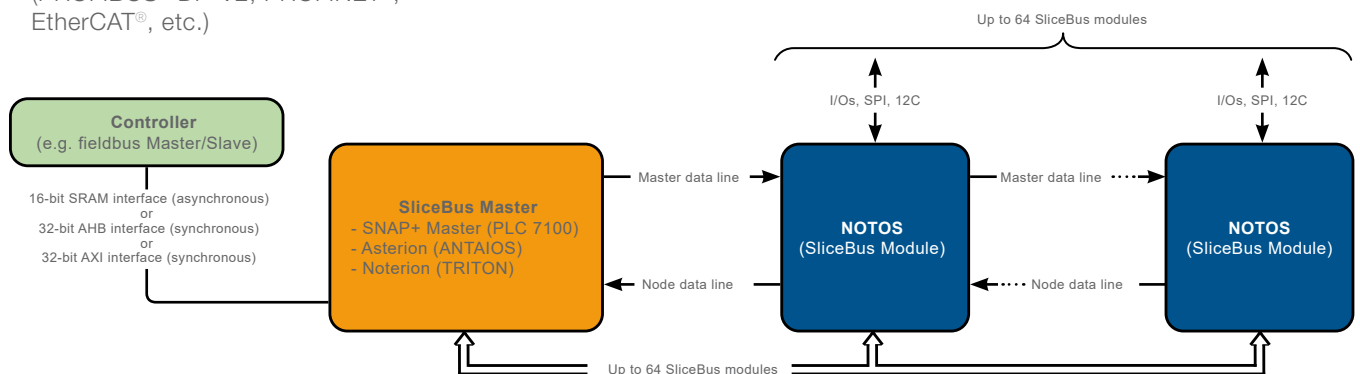 EtherCAT®, etc.)
Up to 64 SliceBus modules
I/Os, SPI, 12C
I/Os, SPI, 12C
Controller
(e.g. fieldbus Master/Slave)
16-bit SRAM interface (asynchronous)
or
32-bit AHB interface (synchronous)
or
32-bit AXI interface (synchronous)
SliceBus Master
- SNAP+ Master (PLC 7100)
- Asterion (ANTAIOS)
- Noterion (TRITON)
Master data line
Node data line
NOTOS
(SliceBus Module)
Master data line
Node data line
NOTOS
(SliceBus Module)
Up to 64 SliceBus modules